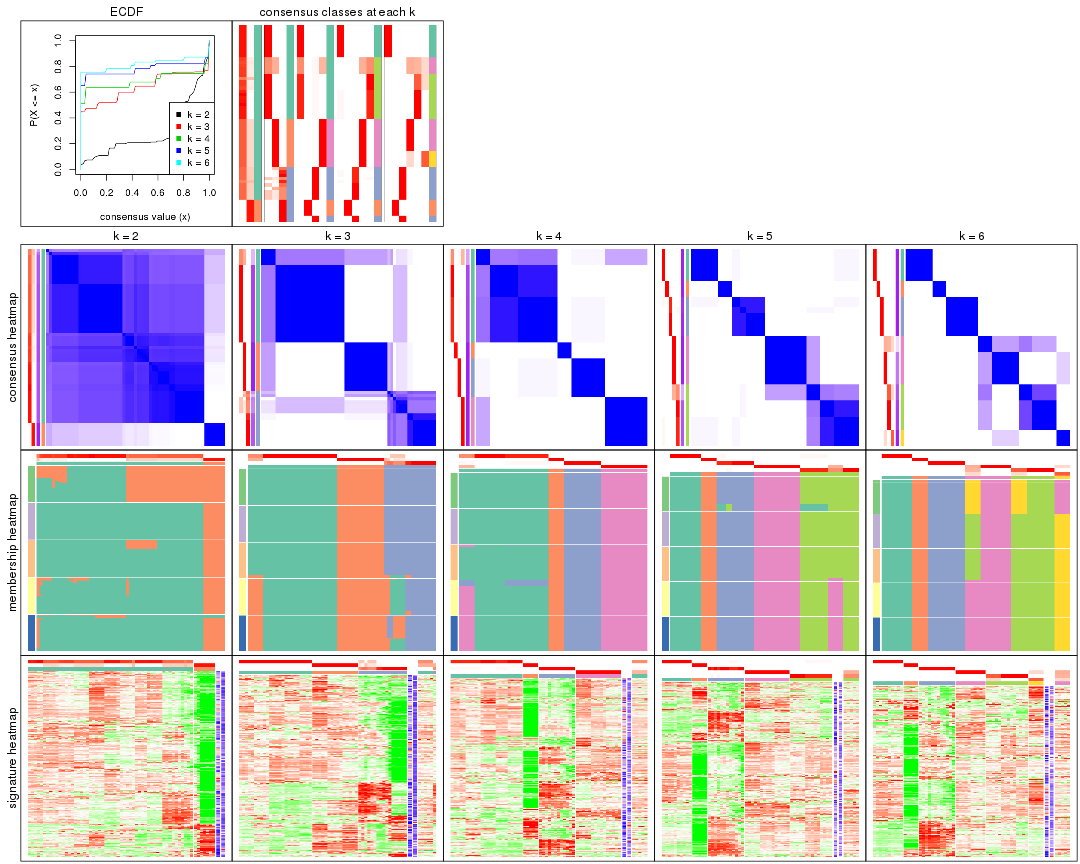 ECDF
consensus classes at each k
P(X <= x)
1.0
0.8
0.6
0.4
0.2
0.0
k = 2
k = 3
k = 4
k = 5
k = 6
0.0 0.2 0.4 0.6 0.8 1.0
consensus value (x)
k = 2
k = 3
k = 4
k = 5
k = 6
consensus heatmap
membership heatmap
signature heatmap